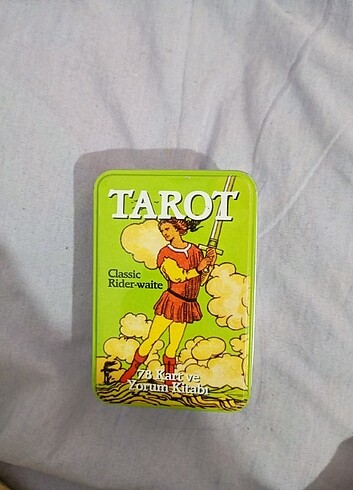 TAROT
Classic
Rider-waite
78 Kart ve
Yorum Kitabı